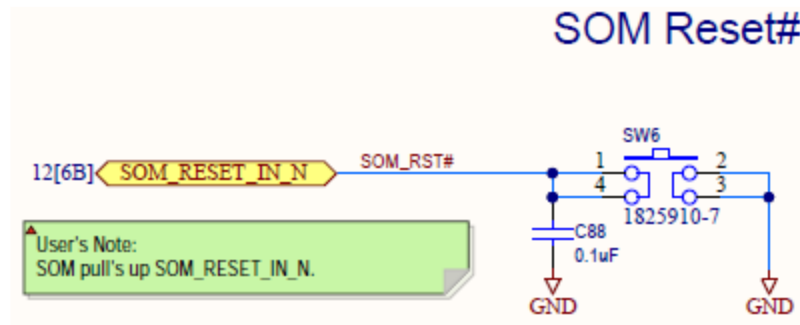 SOM Reset#
SW6
12[6B] SOM_RESET_IN_N SOM_RST# 1 2
4 3
1825910-7
User's Note:
SOM pull's up SOM_RESET_IN_N.
C88
0.1uF
GND GND